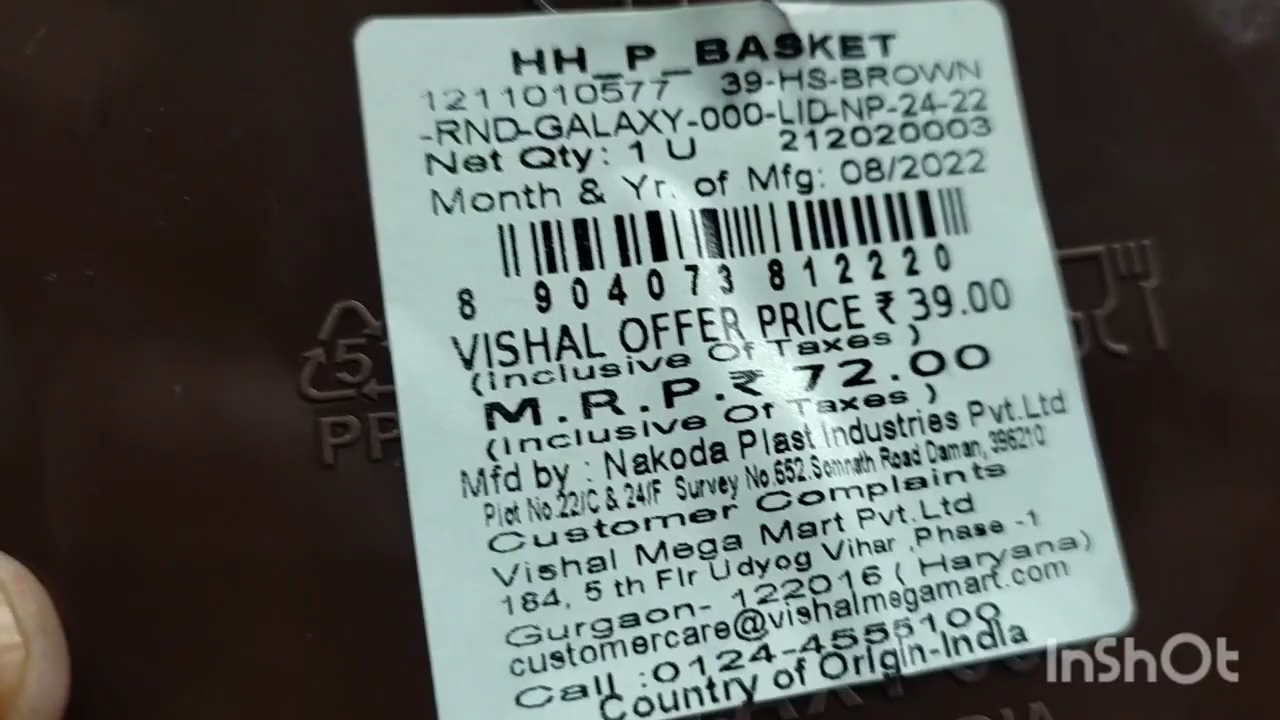 HH_P_BASKET
1211010577 39-HS-BROWN
-RND-GALAXY-000-LID-NP-24-22
Net Qty: 1 U 212020003
Month & Yr. of Mfg: 08/2022
8 904073 812220
VISHAL OFFER PRICE ₹ 39.00
(inclusive Of Taxes)
M.R.P.₹ 72.00
(Inclusive Of Taxes)
Mfd by : Nakoda Plast Industries Pvt.Ltd
Plot No.22/C & 24/F Survey No.652.Somnath Road Daman, 396210
Customer Complaints
Vishal Mega Mart Pvt.Ltd
184, 5 th Flr Udyog Vihar ,Phase -1
Gurgaon- 122016 ( Haryana)
customercare@vishalmegamart.com
Call :0124-4555100
Country of Origin-India
5
PP
InShOt